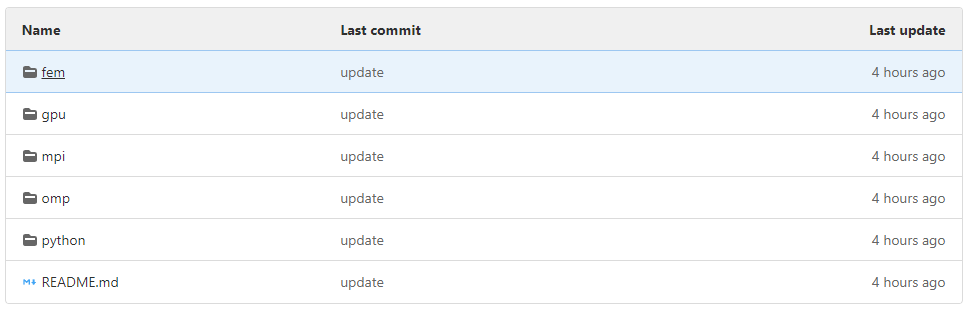 Name Last commit Last update
fem update 4 hours ago
gpu update 4 hours ago
mpi update 4 hours ago
omp update 4 hours ago
python update 4 hours ago
README.md update 4 hours ago